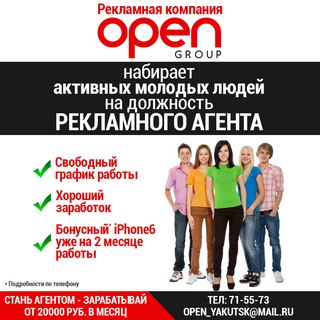 Рекламная компания
open
GROUP
набирает
активных молодых людей
на должность
РЕКЛАМНОГО АГЕНТА
Свободный
график работы
Хороший
заработок
Бонусный* iPhone6
уже на 2 месяце
работы
* Подробности по телефону
СТАНЬ АГЕНТОМ - ЗАРАБАТЫВАЙ
ОТ 20000 РУБ. В МЕСЯЦ
ТЕЛ: 71-55-73
OPEN_YAKUTSK@MAIL.RU